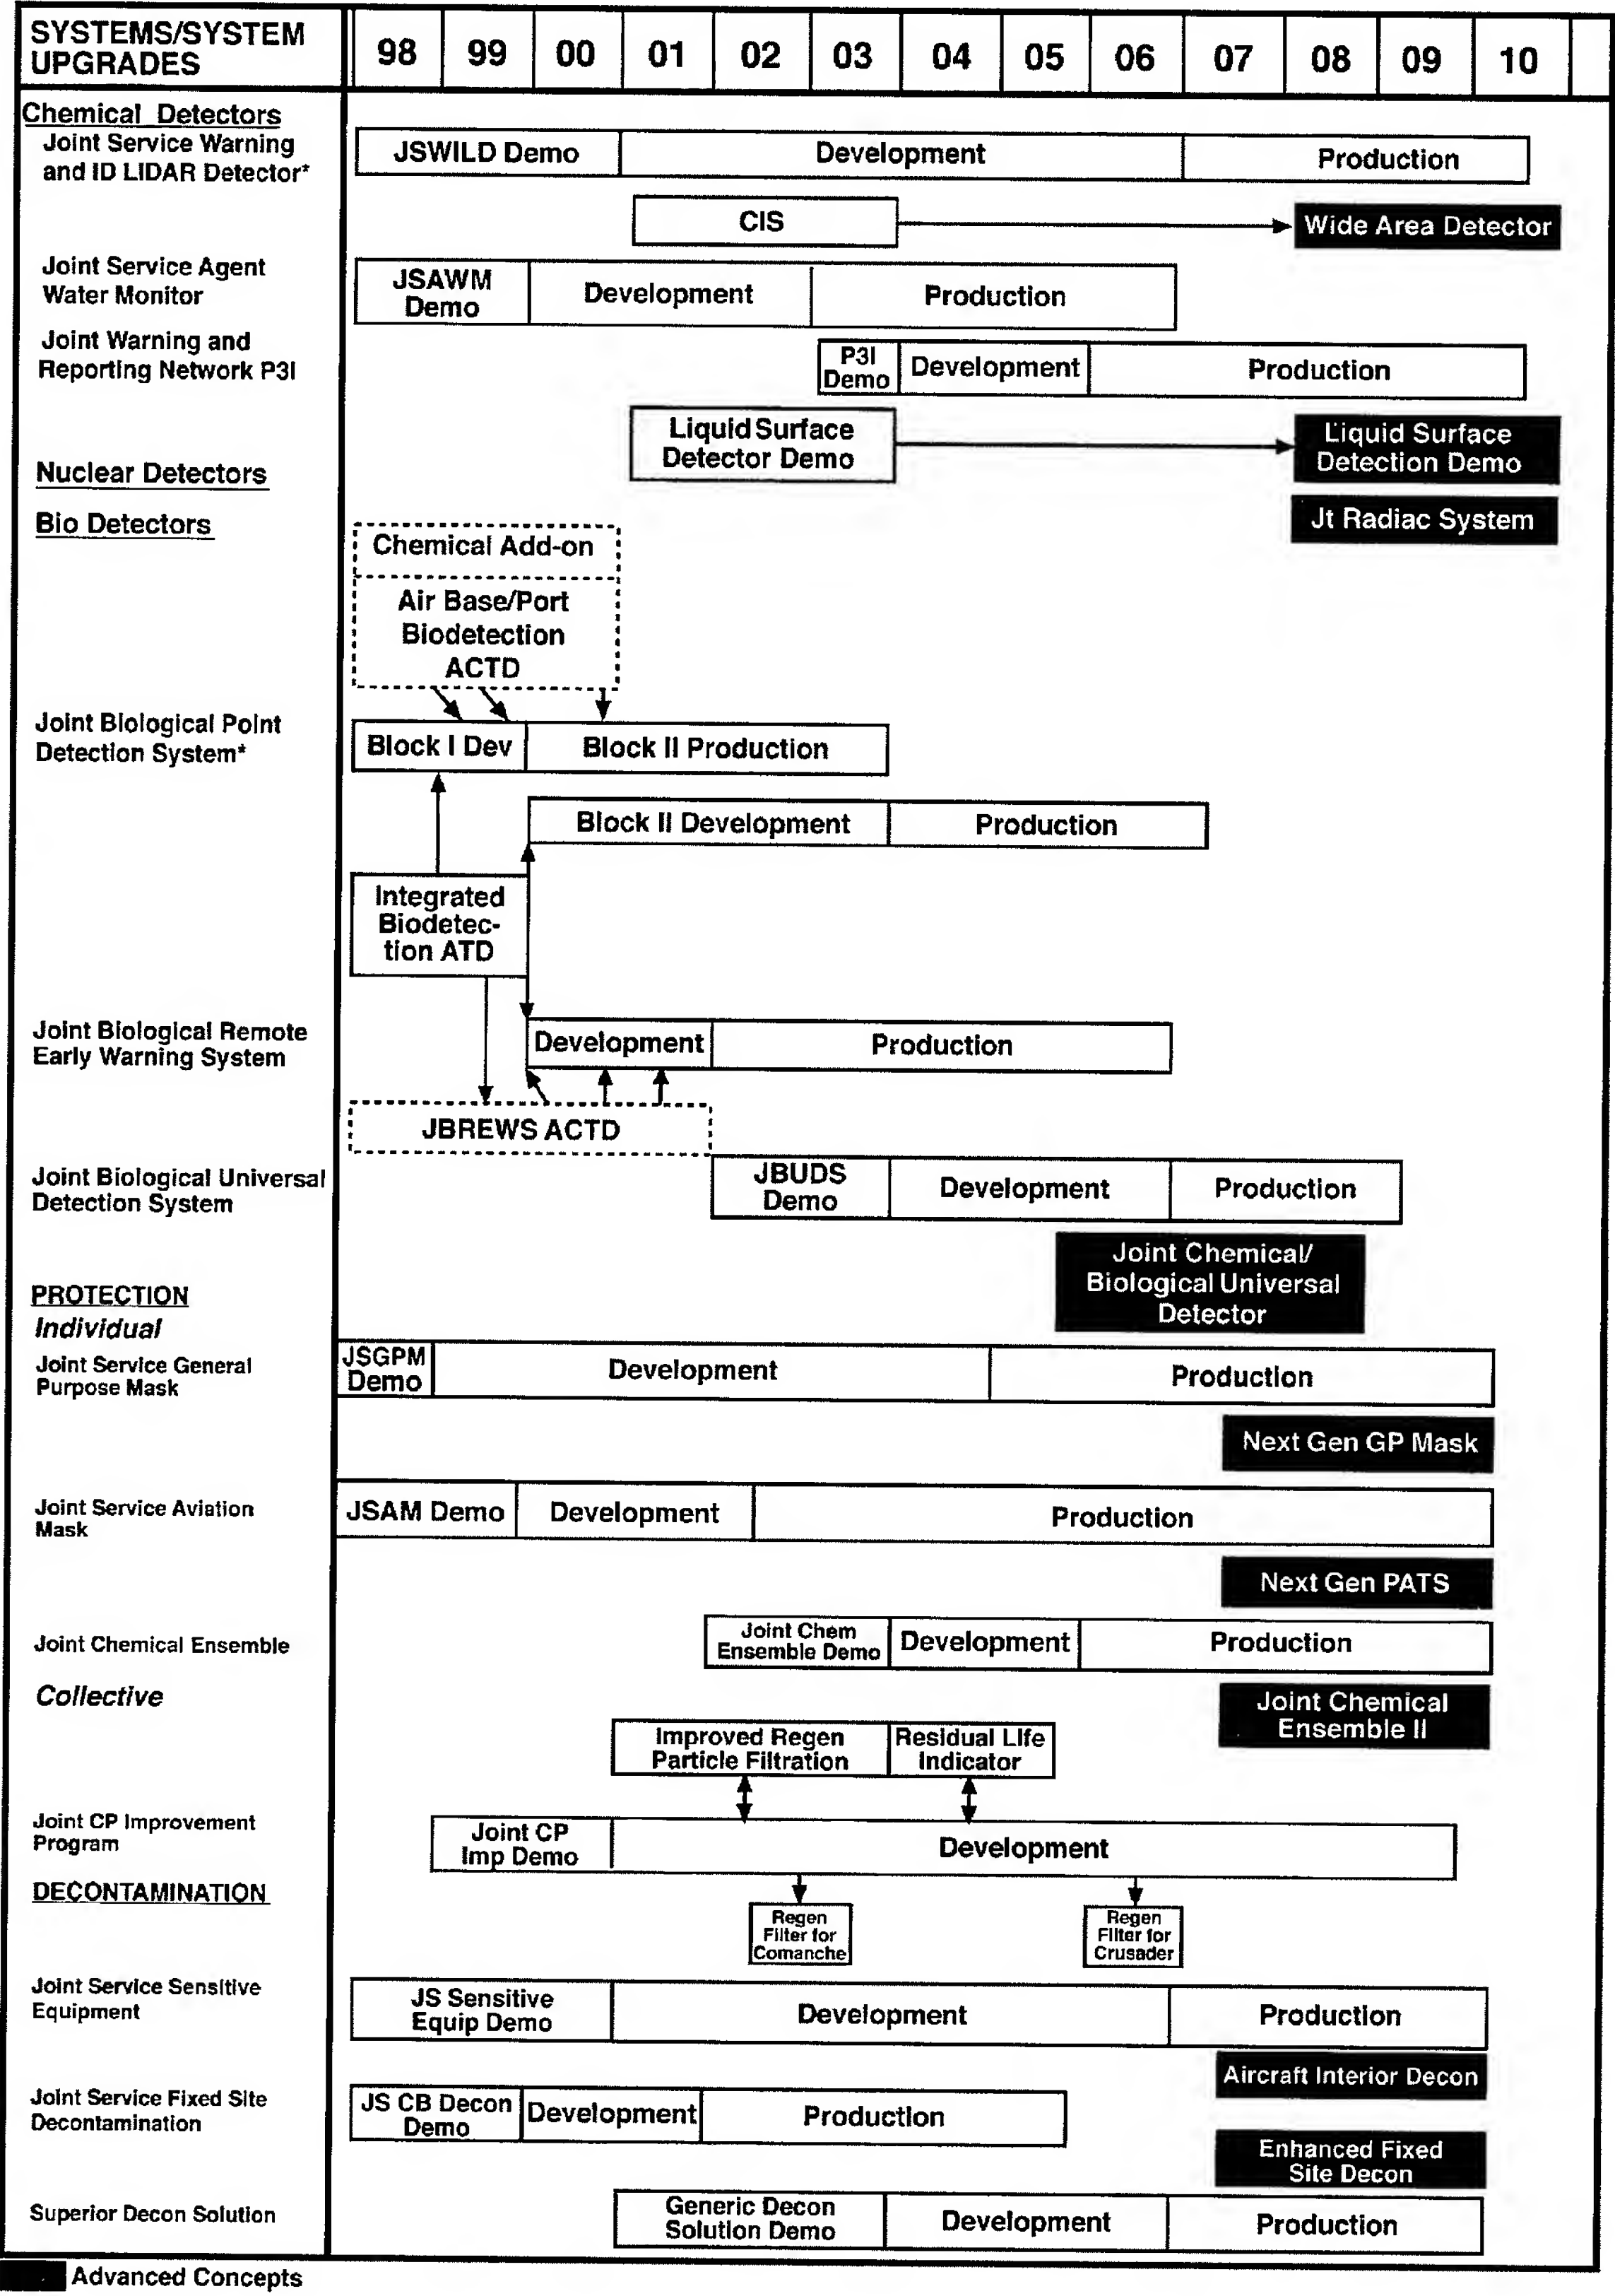 SYSTEMS/SYSTEM
UPGRADES
98 99 00 01 02 03 04 05 06 07 08 09 10
Chemical Detectors
Joint Service Warning
and ID LIDAR Detector*
JSWILD Demo
Development
Production
CIS
Wide Area Detector
Joint Service Agent
Water Monitor
JSAWM
Demo
Development
Production
Joint Warning and
Reporting Network P3I
P3I
Demo
Development
Production
Liquid Surface
Detector Demo
Liquid Surface
Detection Demo
Nuclear Detectors
Jt Radiac System
Bio Detectors
Chemical Add-on
Air Base/Port
Biodetection
ACTD
Joint Biological Point
Detection System*
Block I Dev
Block II Production
Block II Development
Production
Integrated
Biodetec-
tion ATD
Joint Biological Remote
Early Warning System
Development
Production
JBREWS ACTD
Joint Biological Universal
Detection System
JBUDS
Demo
Development
Production
Joint Chemical/
Biological Universal
Detector
PROTECTION
Individual
Joint Service General
Purpose Mask
JSGPM
Demo
Development
Production
Next Gen GP Mask
Joint Service Aviation
Mask
JSAM Demo
Development
Production
Next Gen PATS
Joint Chemical Ensemble
Joint Chem
Ensemble Demo
Development
Production
Collective
Joint Chemical
Ensemble II
Improved Regen
Particle Filtration
Residual Life
Indicator
Joint CP Improvement
Program
Joint CP
Imp Demo
Development
DECONTAMINATION
Regen
Filter for
Comanche
Regen
Filter for
Crusader
Joint Service Sensitive
Equipment
JS Sensitive
Equip Demo
Development
Production
Aircraft Interior Decon
Joint Service Fixed Site
Decontamination
JS CB Decon
Demo
Development
Production
Enhanced Fixed
Site Decon
Superior Decon Solution
Generic Decon
Solution Demo
Development
Production
Advanced Concepts